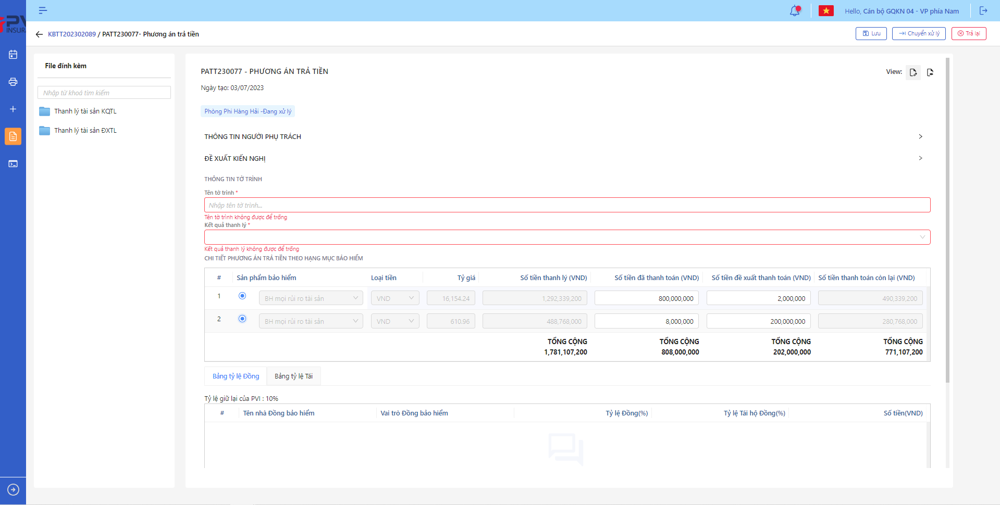 PV
INSURA
Hello, Cán bộ GQKN 04 - VP phía Nam
KBTT202302089 / PATT230077- Phương án trả tiền
Lưu
Chuyển xử lý
Trả lại
File đính kèm
Nhập từ khoá tìm kiếm
Thanh lý tài sản KQTL
Thanh lý tài sản ĐXTL
PATT230077 - PHƯƠNG ÁN TRẢ TIỀN
View:
Ngày tạo: 03/07/2023
Phòng Phi Hàng Hải -Đang xử lý
THÔNG TIN NGƯỜI PHỤ TRÁCH
ĐỀ XUẤT KIẾN NGHỊ
THÔNG TIN TỜ TRÌNH
Tên tờ trình *
Nhập tên tờ trình...
Tên tờ trình không được để trống
Kết quả thanh lý *
Kết quả thanh lý không được để trống
CHI TIẾT PHƯƠNG ÁN TRẢ TIỀN THEO HẠNG MỤC BẢO HIỂM
# Sản phẩm bảo hiểm Loại tiền Tỷ giá Số tiền thanh lý (VND) Số tiền đã thanh toán (VND) Số tiền đề xuất thanh toán (VND) Số tiền thanh toán còn lại (VND)
1 BH mọi rủi ro tài sản VND 16,154.24 1,292,339,200 800,000,000 2,000,000 490,339,200
2 BH mọi rủi ro tài sản VND 610.96 488,768,000 8,000,000 200,000,000 280,768,000
TỔNG CỘNG TỔNG CỘNG TỔNG CỘNG TỔNG CỘNG
1,781,107,200 808,000,000 202,000,000 771,107,200
Bảng tỷ lệ Đồng Bảng tỷ lệ Tái
Tỷ lệ giữ lại của PVI : 10%
# Tên nhà Đồng bảo hiểm Vai trò Đồng bảo hiểm Tỷ lệ Đồng(%) Tỷ lệ Tái hộ Đồng(%) Số tiền(VND)